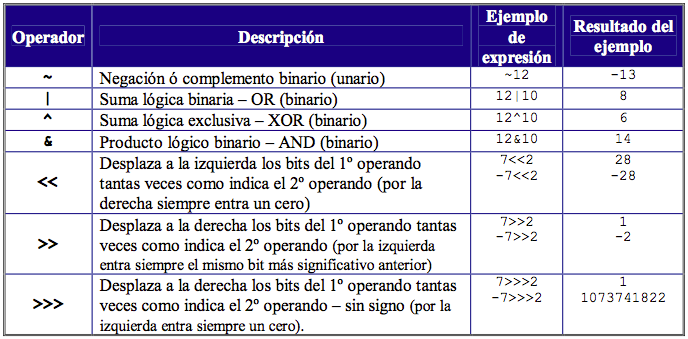 Operador Descripción Ejemplo de expresión Resultado del ejemplo
~ Negación ó complemento binario (unario) ~12 -13
| Suma lógica binaria – OR (binario) 12|10 8
^ Suma lógica exclusiva – XOR (binario) 12^10 6
& Producto lógico binario – AND (binario) 12&10 14
<< Desplaza a la izquierda los bits del 1º operando 7<<2 28
tantas veces como indica el 2º operando (por la -7<<2 -28
derecha siempre entra un cero)
>> Desplaza a la derecha los bits del 1º operando tantas 7>>2 1
veces como indica el 2º operando (por la izquierda -7>>2 -2
entra siempre el mismo bit más significativo anterior)
>>> Desplaza a la derecha los bits del 1º operando tantas 7>>>2 1
veces como indica el 2º operando – sin signo (por la -7>>>2 1073741822
izquierda entra siempre un cero).